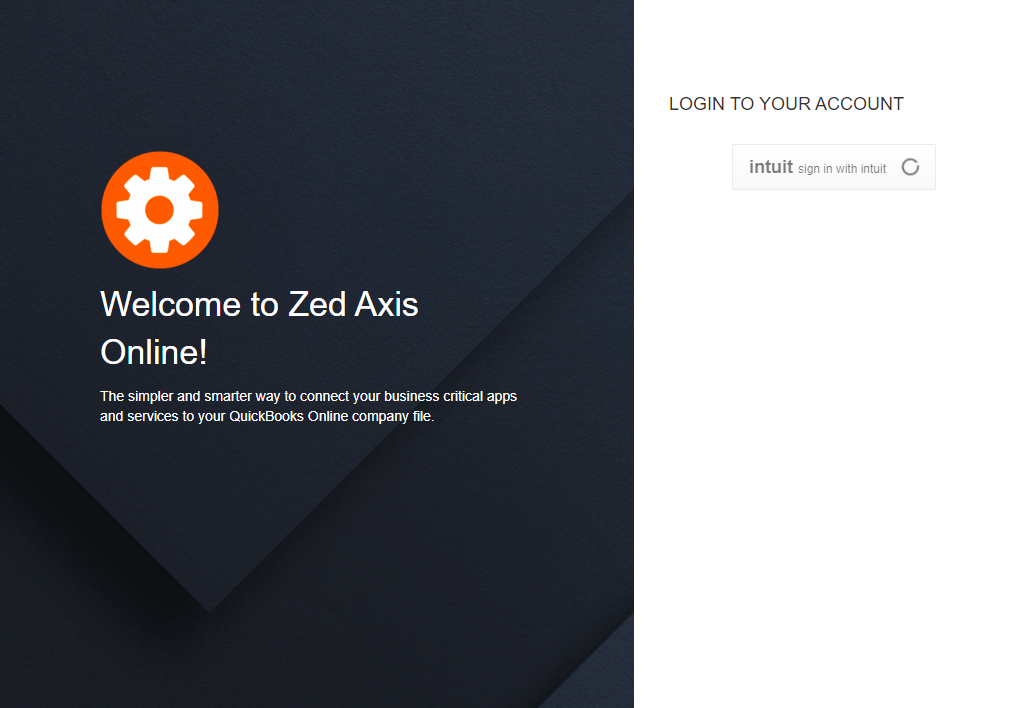 Welcome to Zed Axis
Online!
The simpler and smarter way to connect your business critical apps
and services to your QuickBooks Online company file.
LOGIN TO YOUR ACCOUNT
intuit sign in with intuit